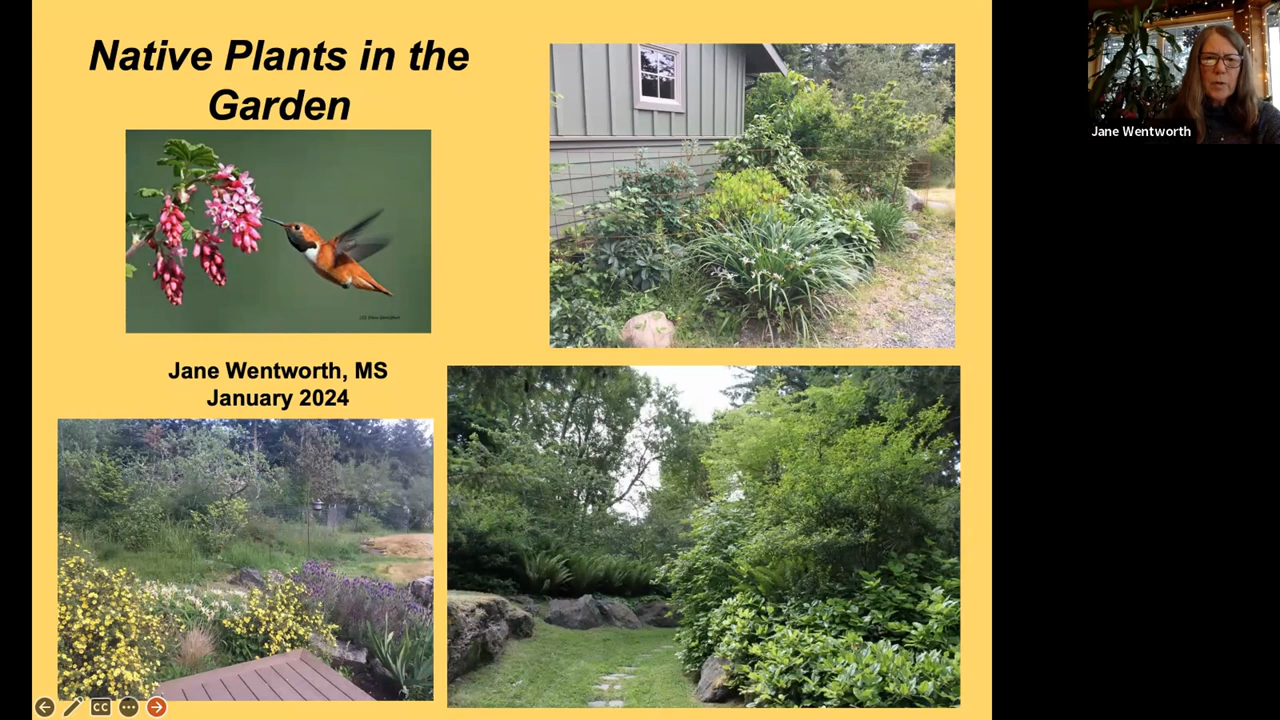 Native Plants in the
Garden
Jane Wentworth, MS
January 2024
Jane Wentworth
CC